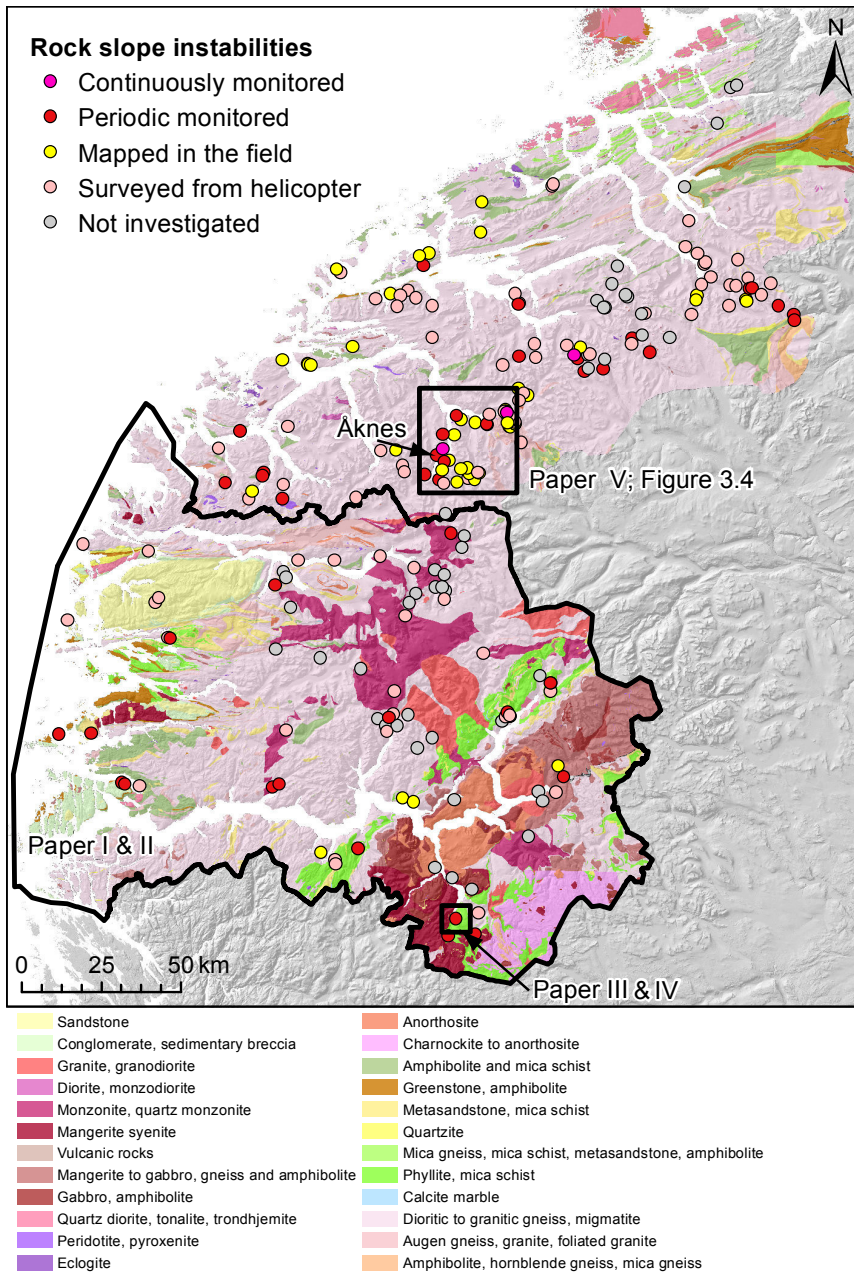 Rock slope instabilities
Continuously monitored
Periodic monitored
Mapped in the field
Surveyed from helicopter
Not investigated
N
Åknes
Paper V; Figure 3.4
Paper I & II
0 25 50 km
Paper III & IV
Sandstone
Conglomerate, sedimentary breccia
Granite, granodiorite
Diorite, monzodiorite
Monzonite, quartz monzonite
Mangerite syenite
Vulcanic rocks
Mangerite to gabbro, gneiss and amphibolite
Gabbro, amphibolite
Quartz diorite, tonalite, trondhjemite
Peridotite, pyroxenite
Eclogite
Anorthosite
Charnockite to anorthosite
Amphibolite and mica schist
Greenstone, amphibolite
Metasandstone, mica schist
Quartzite
Mica gneiss, mica schist, metasandstone, amphibolite
Phyllite, mica schist
Calcite marble
Dioritic to granitic gneiss, migmatite
Augen gneiss, granite, foliated granite
Amphibolite, hornblende gneiss, mica gneiss